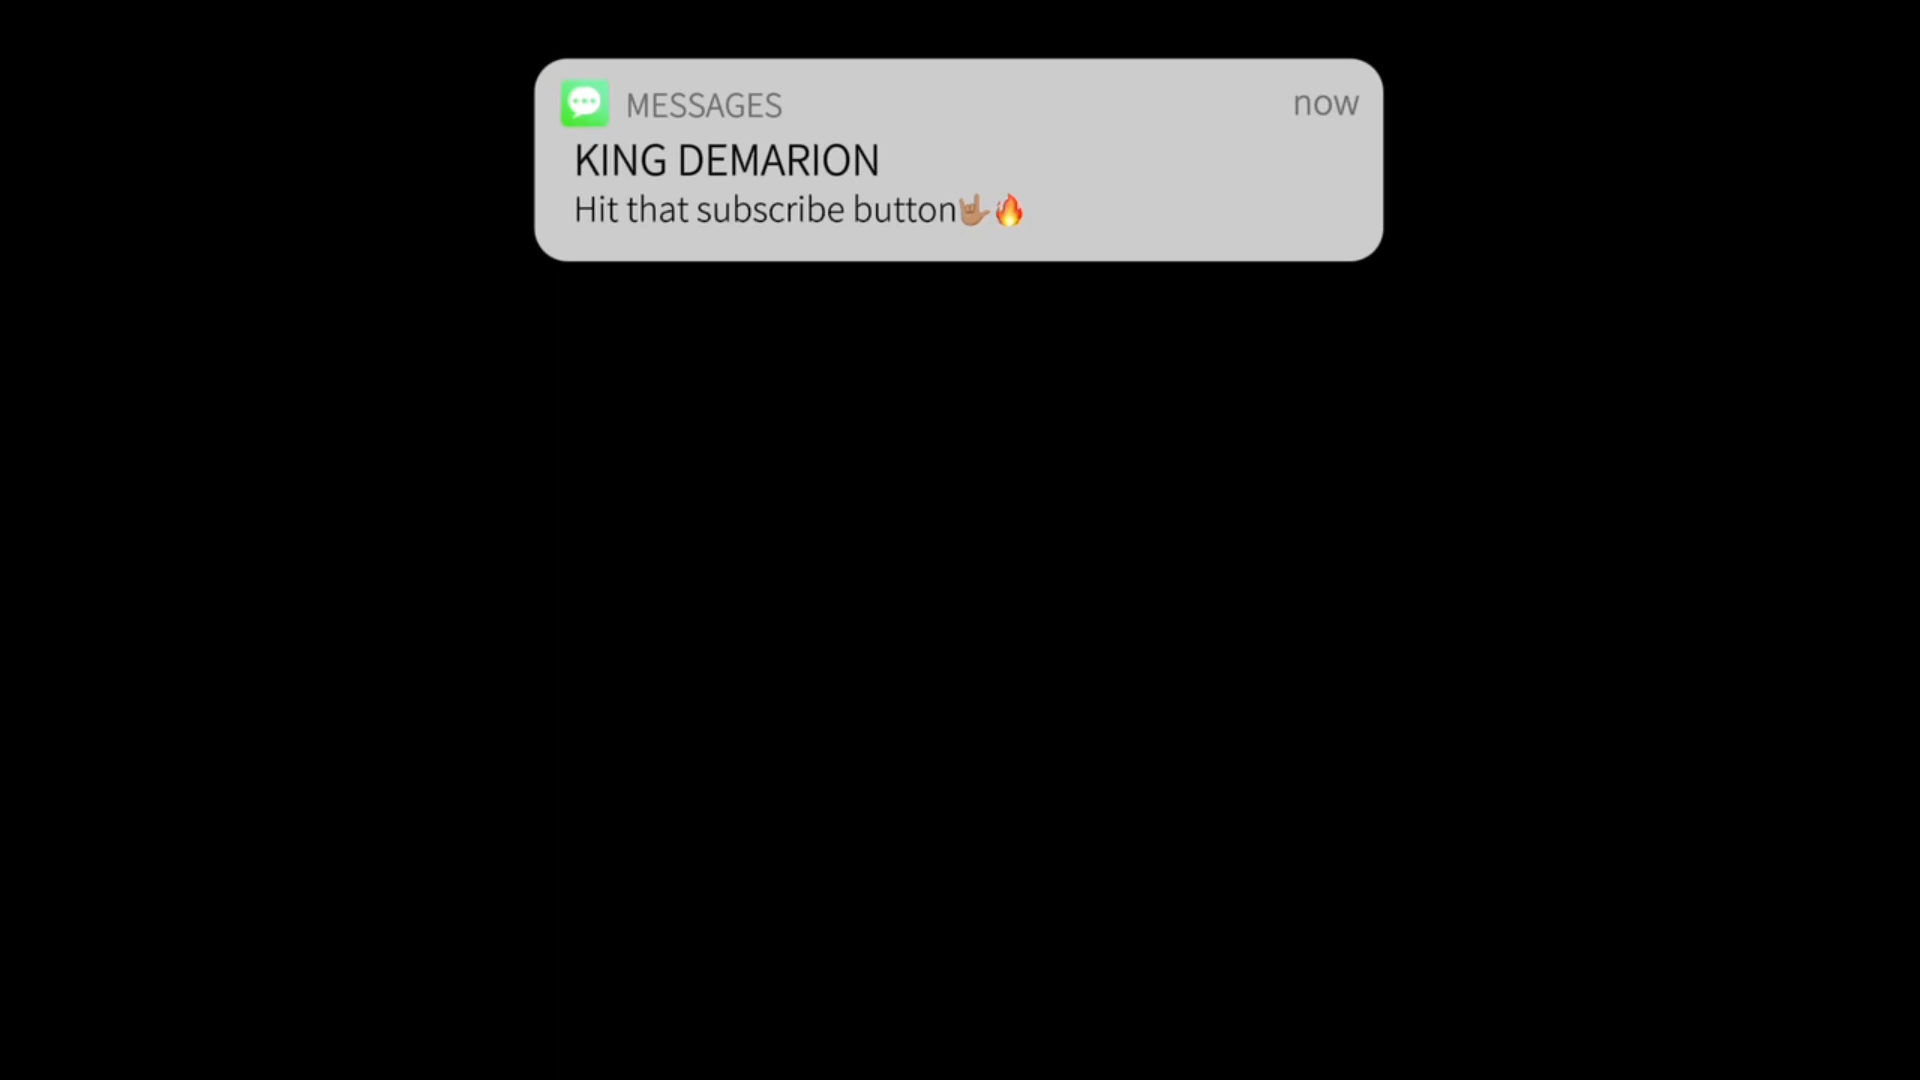 MESSAGES now
KING DEMARION
Hit that subscribe button🤟🏽🔥